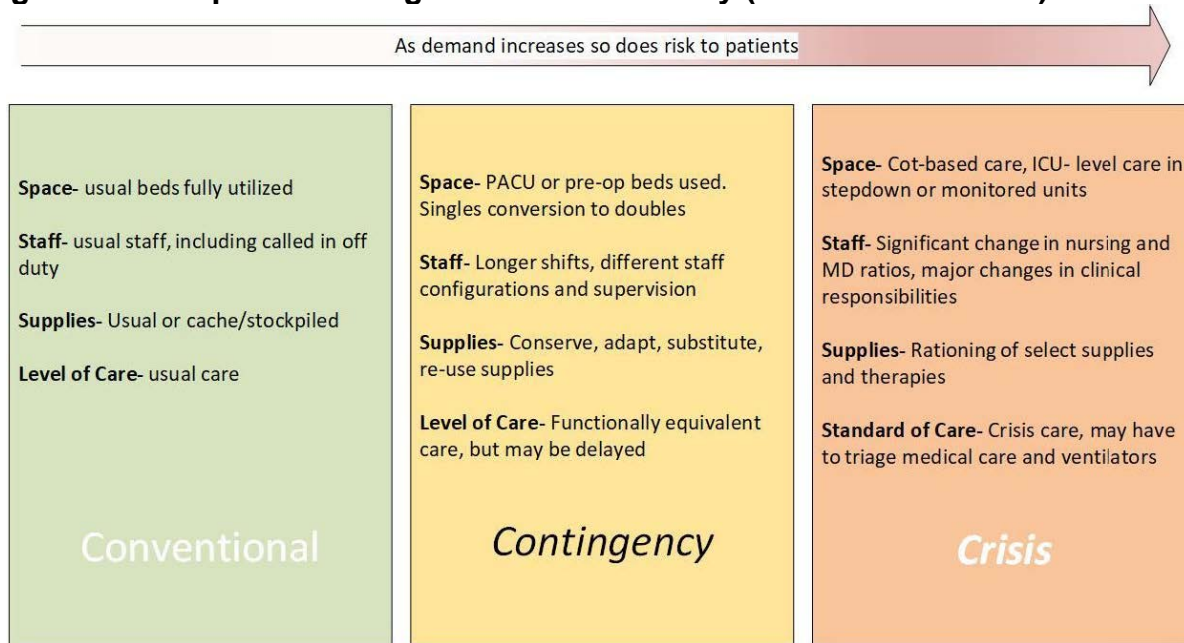 As demand increases so does risk to patients
Space- usual beds fully utilized
Staff- usual staff, including called in off
duty
Supplies- Usual or cache/stockpiled
Level of Care- usual care
Conventional
Space- PACU or pre-op beds used.
Singles conversion to doubles
Staff- Longer shifts, different staff
configurations and supervision
Supplies- Conserve, adapt, substitute,
re-use supplies
Level of Care- Functionally equivalent
care, but may be delayed
Contingency
Space- Cot-based care, ICU- level care in
stepdown or monitored units
Staff- Significant change in nursing and
MD ratios, major changes in clinical
responsibilities
Supplies- Rationing of select supplies
and therapies
Standard of Care- Crisis care, may have
to triage medical care and ventilators
Crisis